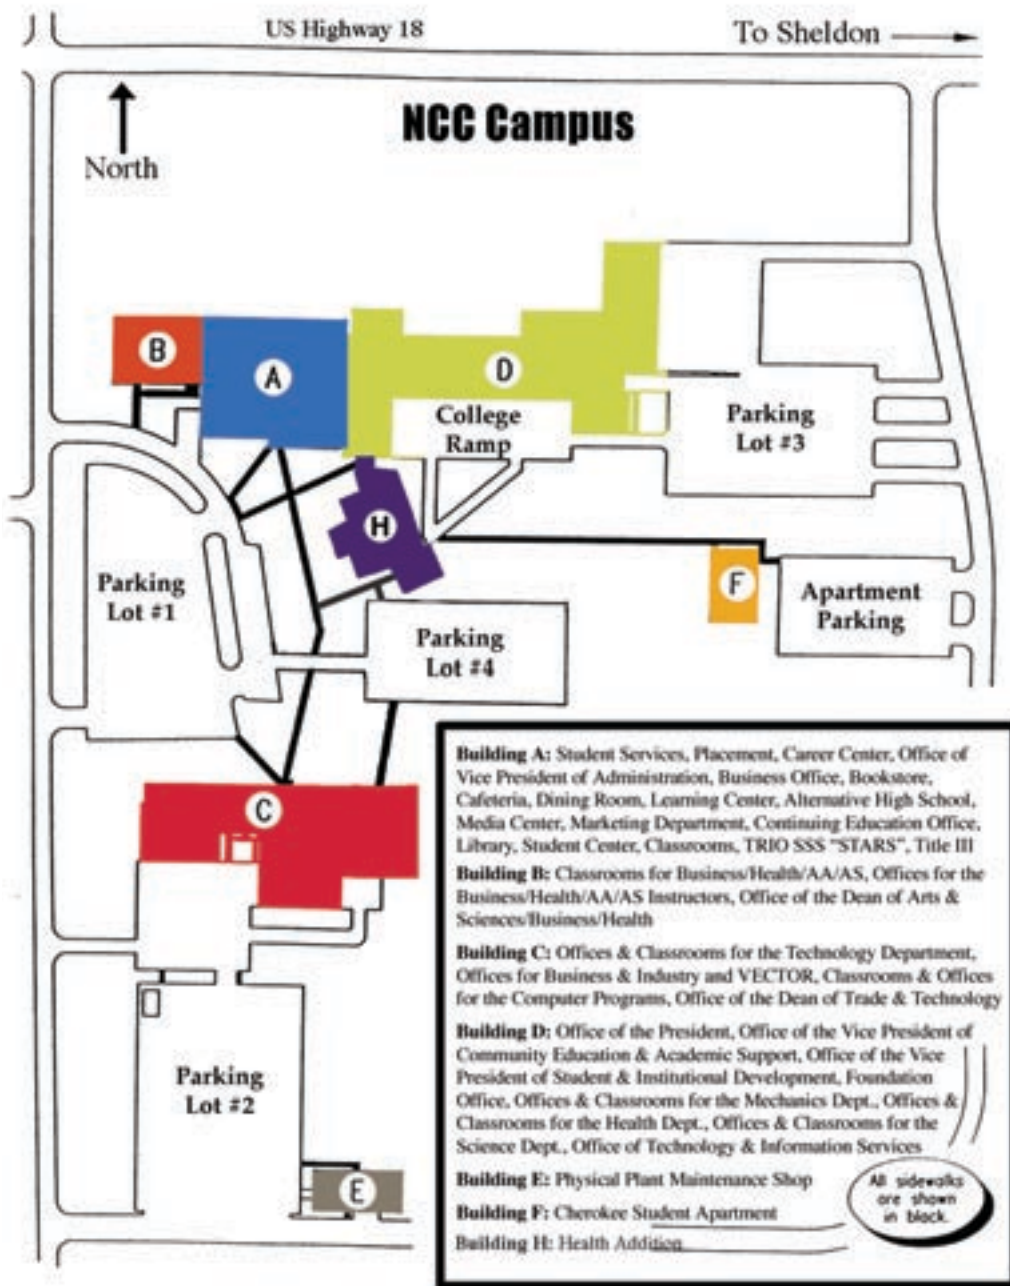 US Highway 18
To Sheldon
North
NCC Campus
B
A
D
College
Ramp
Parking
Lot #3
H
F
Parking
Lot #1
Apartment
Parking
Parking
Lot #4
C
Parking
Lot #2
E
Building A: Student Services, Placement, Career Center, Office of
Vice President of Administration, Business Office, Bookstore,
Cafeteria, Dining Room, Learning Center, Alternative High School,
Media Center, Marketing Department, Continuing Education Office,
Library, Student Center, Classrooms, TRIO SSS "STARS", Title III
Building B: Classrooms for Business/Health/AA/AS, Offices for the
Business/Health/AA/AS Instructors, Office of the Dean of Arts &
Sciences/Business/Health
Building C: Offices & Classrooms for the Technology Department,
Offices for Business & Industry and VECTOR, Classrooms & Offices
for the Computer Programs, Office of the Dean of Trade & Technology
Building D: Office of the President, Office of the Vice President of
Community Education & Academic Support, Office of the Vice
President of Student & Institutional Development, Foundation
Office, Offices & Classrooms for the Mechanics Dept., Offices &
Classrooms for the Health Dept., Offices & Classrooms for the
Science Dept., Office of Technology & Information Services
Building E: Physical Plant Maintenance Shop
Building F: Cherokee Student Apartment
Building H: Health Addition
All sidewalks
are shown
in black.